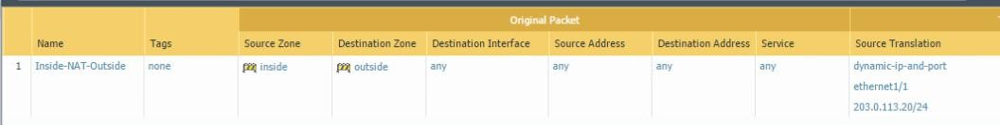 Original Packet
Name Tags Source Zone Destination Zone Destination Interface Source Address Destination Address Service Source Translation
1 Inside-NAT-Outside none inside outside any any any any dynamic-ip-and-port
ethernet1/1
203.0.113.20/24